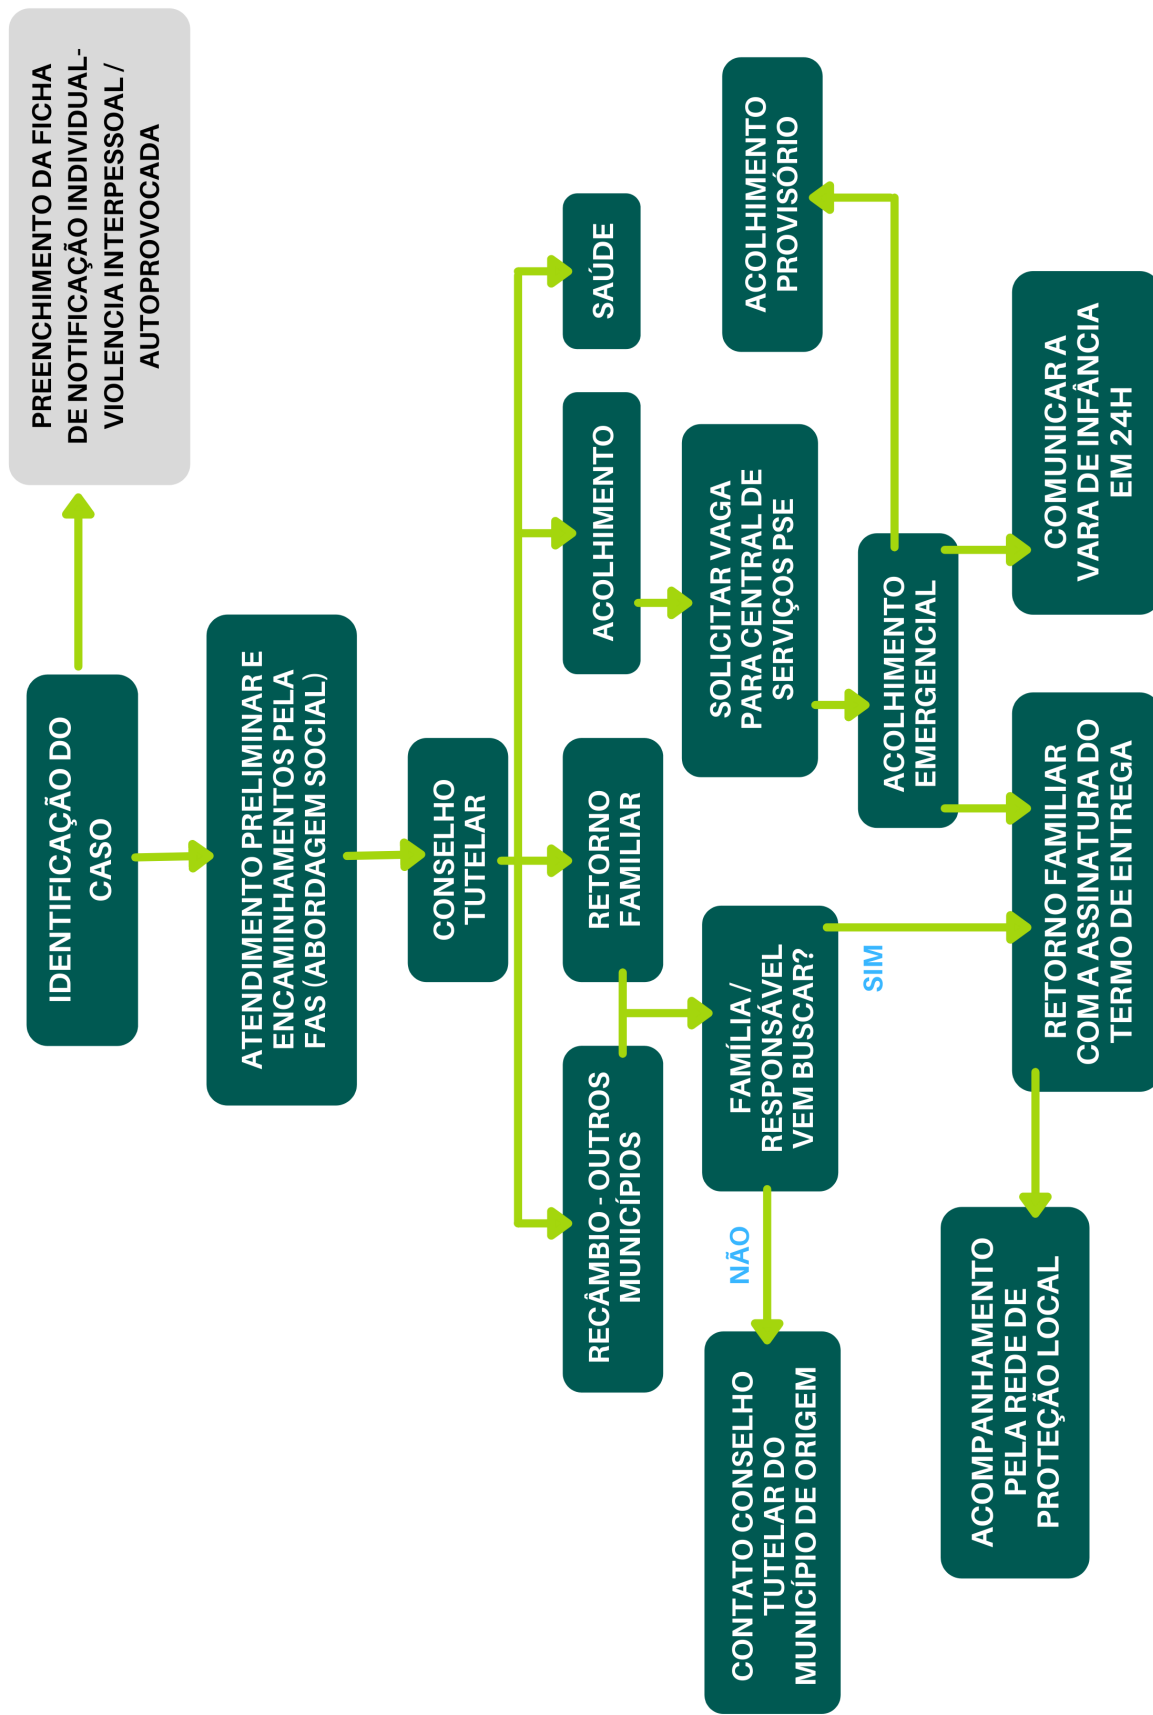 PREENCHIMENTO DA FICHA
DE NOTIFICAÇÃO INDIVIDUAL-
VIOLENCIA INTERPESSOAL /
AUTOPROVOCADA
IDENTIFICAÇÃO DO
CASO
ATENDIMENTO PRELIMINAR E
ENCAMINHAMENTOS PELA
FAS (ABORDAGEM SOCIAL)
CONSELHO
TUTELAR
RECÂMBIO - OUTROS
MUNICÍPIOS
RETORNO
FAMILIAR
ACOLHIMENTO
SAÚDE
CONTATO CONSELHO
TUTELAR DO
MUNICÍPIO DE ORIGEM
NÃO
FAMÍLIA /
RESPONSÁVEL
VEM BUSCAR?
SIM
SOLICITAR VAGA
PARA CENTRAL DE
SERVIÇOS PSE
ACOLHIMENTO
PROVISÓRIO
ACOLHIMENTO
EMERGENCIAL
ACOMPANHAMENTO
PELA REDE DE
PROTEÇÃO LOCAL
RETORNO FAMILIAR
COM A ASSINATURA DO
TERMO DE ENTREGA
COMUNICAR A
VARA DE INFÂNCIA
EM 24H